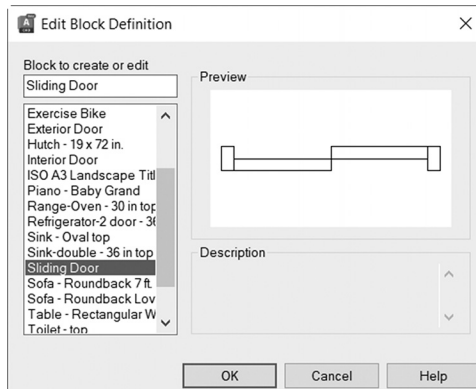 Edit Block Definition
Block to create or edit
Sliding Door
Exercise Bike
Exterior Door
Hutch - 19 x 72 in.
Interior Door
ISO A3 Landscape Titl
Piano - Baby Grand
Range-Oven - 30 in top
Refrigerator-2 door - 36
Sink - Oval top
Sink-double - 36 in top
Sliding Door
Sofa - Roundback 7 ft.
Sofa - Roundback Lov
Table - Rectangular W
Toilet - top
Preview
Description
OK
Cancel
Help